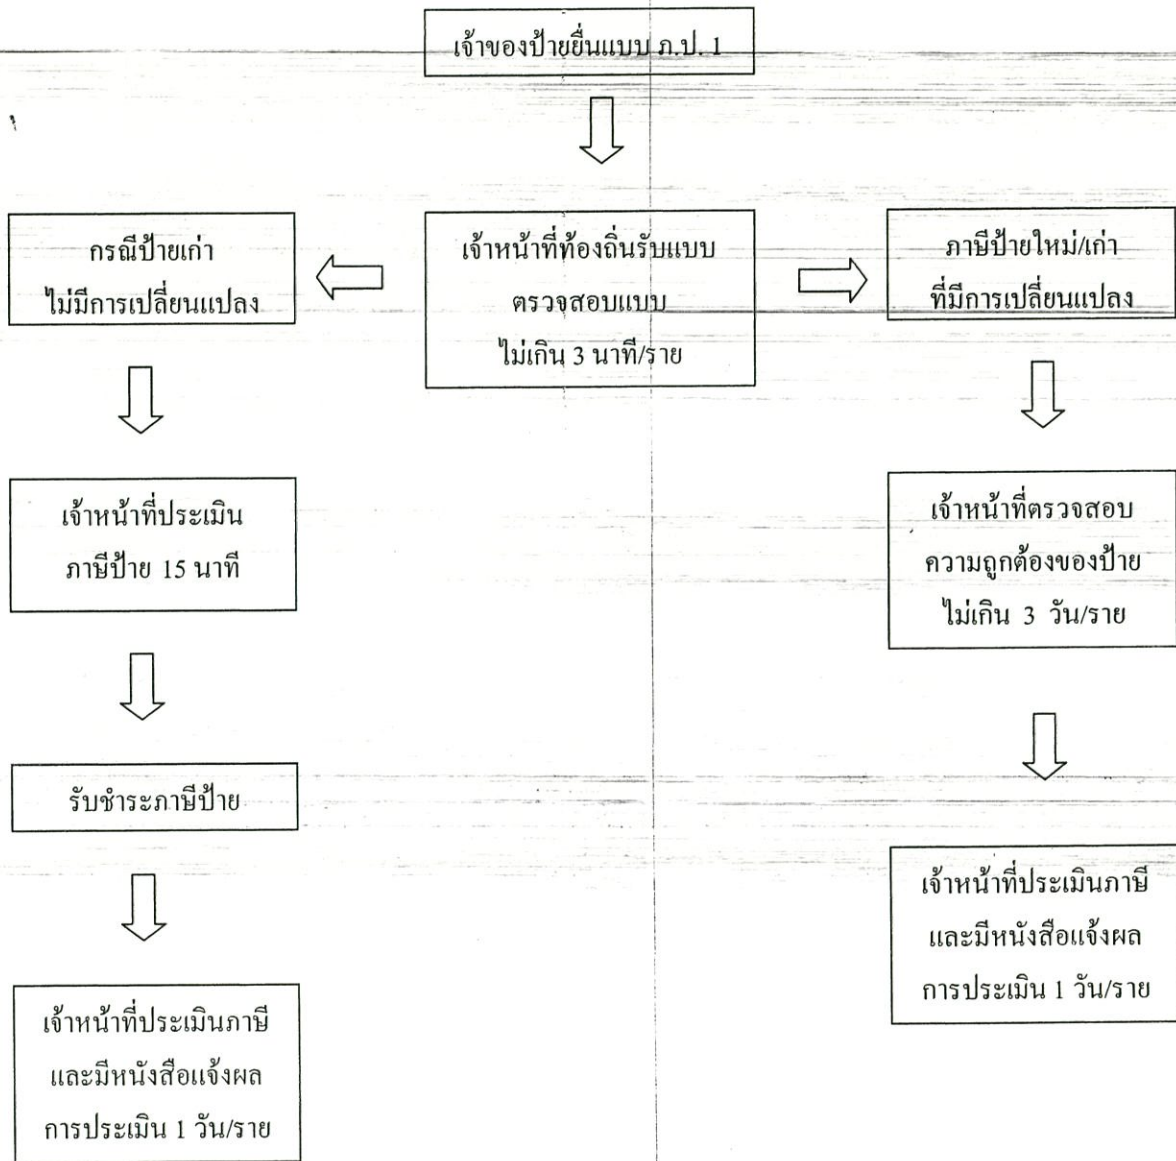 เจ้าของป้ายยื่นแบบ ภ.ป. 1
กรณีป้ายเก่า
ไม่มีการเปลี่ยนแปลง
เจ้าหน้าที่ท้องถิ่นรับแบบ
ตรวจสอบแบบ
ไม่เกิน 3 นาที/ราย
ภาษีป้ายใหม่/เก่า
ที่มีการเปลี่ยนแปลง
เจ้าหน้าที่ประเมิน
ภาษีป้าย 15 นาที
เจ้าหน้าที่ตรวจสอบ
ความถูกต้องของป้าย
ไม่เกิน 3 วัน/ราย
รับชำระภาษีป้าย
เจ้าหน้าที่ประเมินภาษี
และมีหนังสือแจ้งผล
การประเมิน 1 วัน/ราย
เจ้าหน้าที่ประเมินภาษี
และมีหนังสือแจ้งผล
การประเมิน 1 วัน/ราย